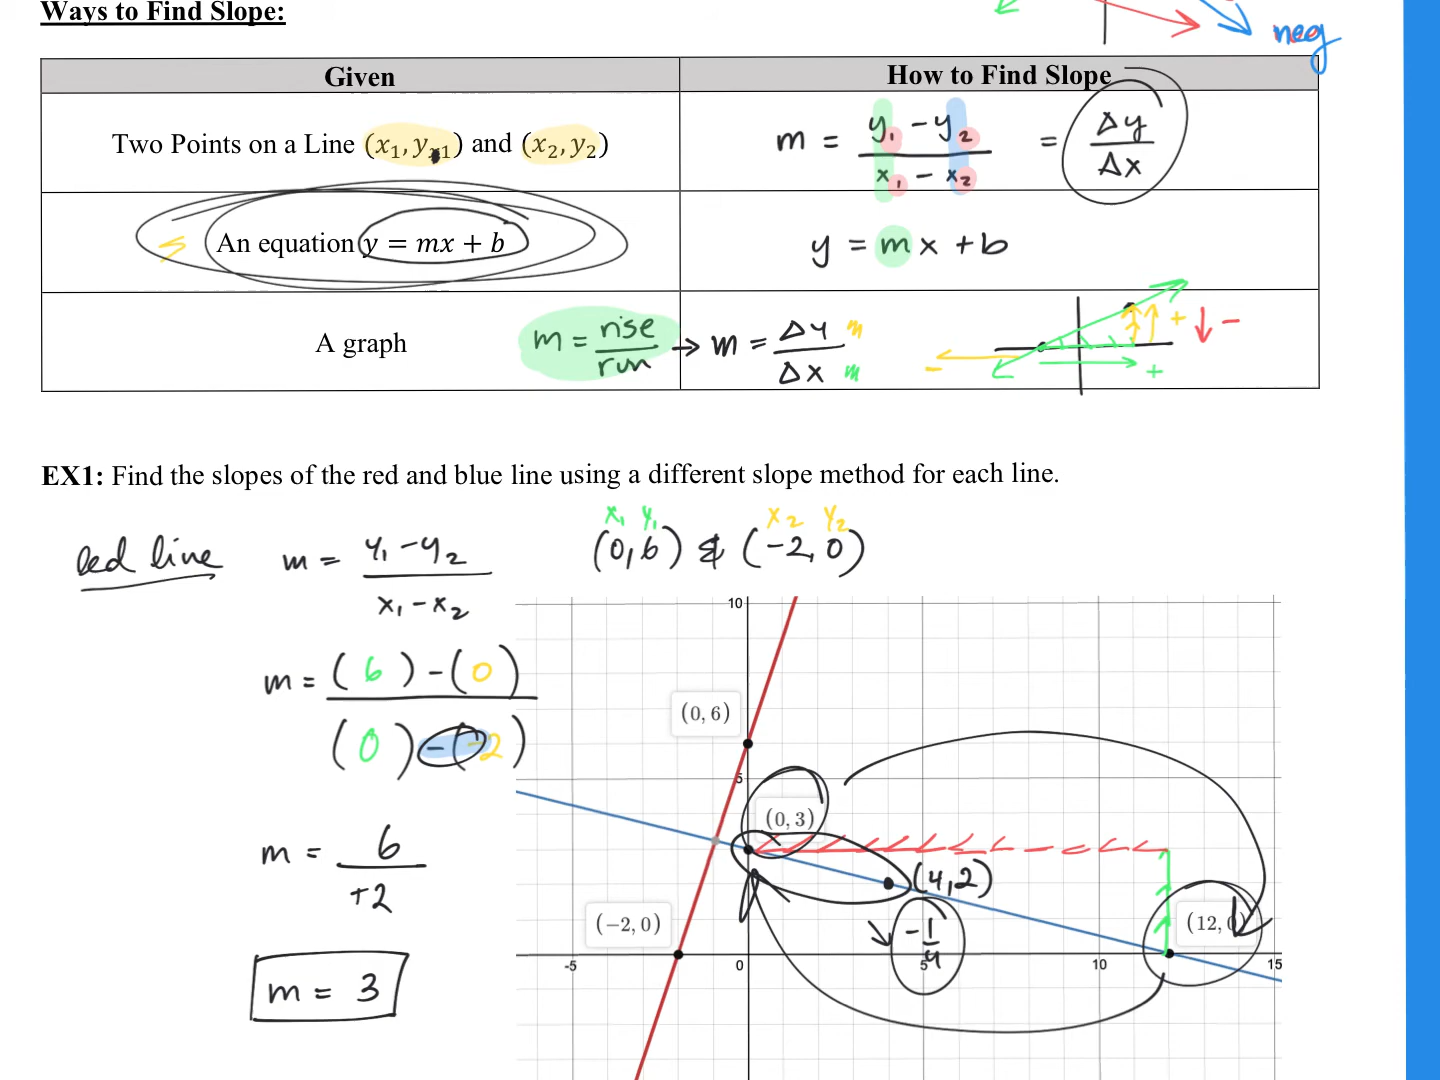 Ways to Find Slope:
neg
Given
How to Find Slope
Two Points on a Line (x₁, y₁) and (x₂, y₂)
m = y₁ - y₂ / x₁ - x₂ = Δy / Δx
An equation y = mx + b
y = mx + b
A graph
m = rise / run → m = Δy / Δx
m
m
+
↓ -
-
+
EX1: Find the slopes of the red and blue line using a different slope method for each line.
x₁ y₁ x₂ y₂
(0,6) & (-2,0)
Red line
m = y₁ - y₂ / x₁ - x₂
m = (6) - (0) / (0) - (-2)
m = 6 / +2
m = 3
10
(0, 6)
5
(0, 3)
(4,2)
(−2, 0)
-1/4
(12, 0)
-5
0
5
10
15